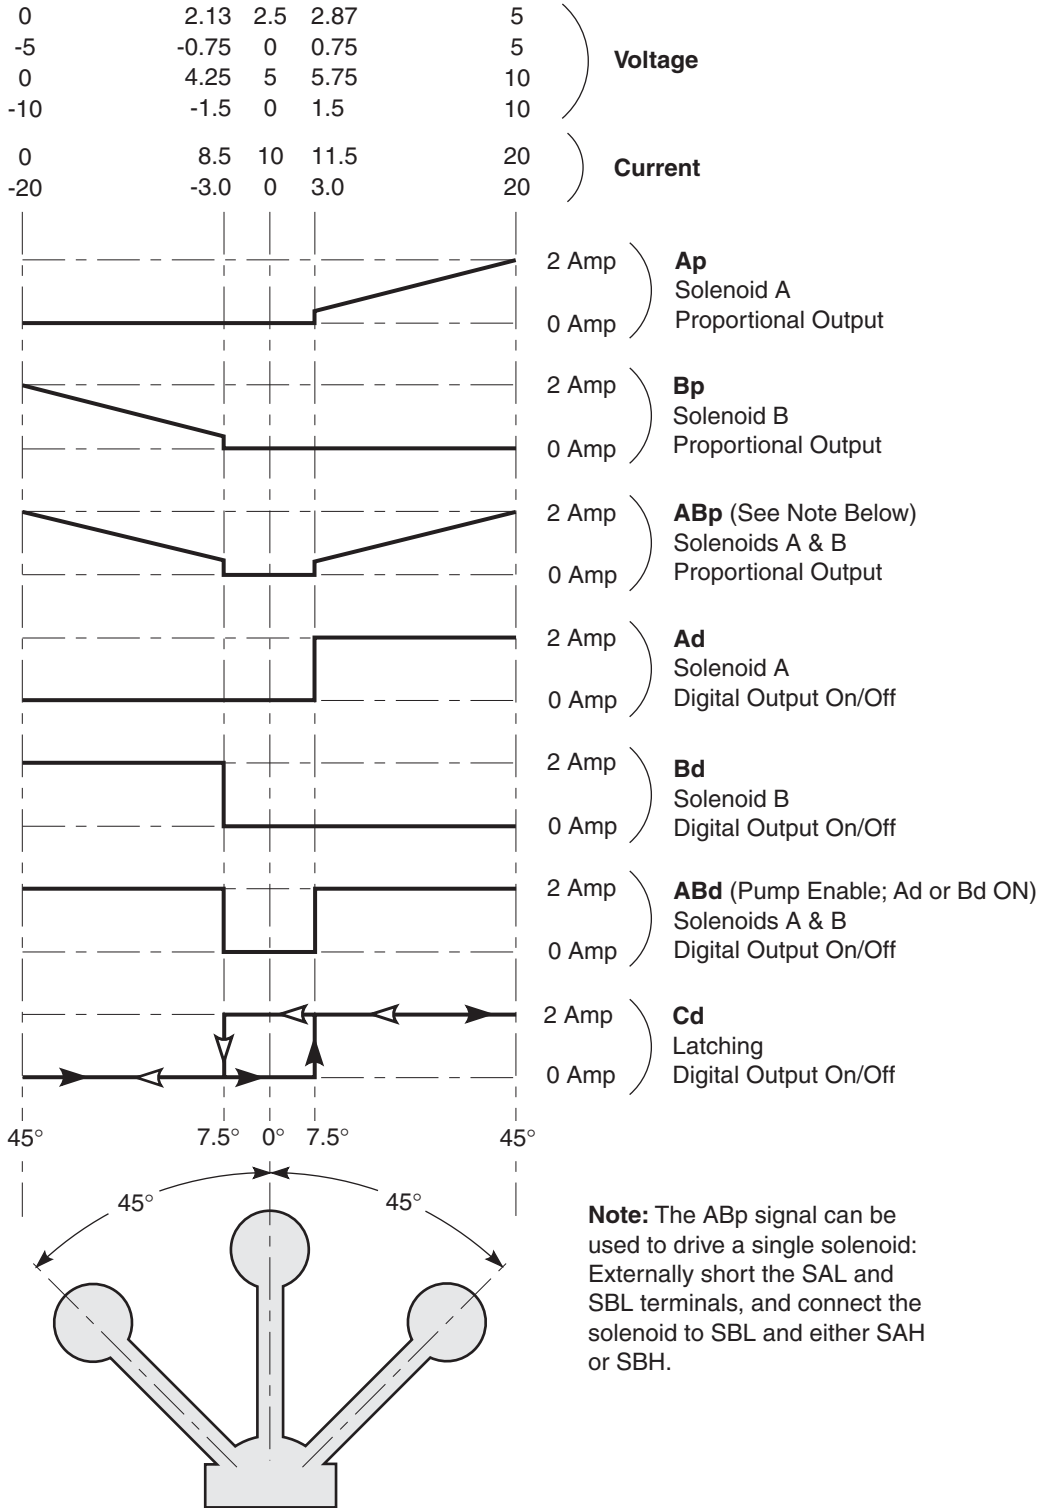 0 2.13 2.5 2.87 5
-5 -0.75 0 0.75 5
0 4.25 5 5.75 10
-10 -1.5 0 1.5 10
Voltage
0 8.5 10 11.5 20
-20 -3.0 0 3.0 20
Current
2 Amp
0 Amp
Ap
Solenoid A
Proportional Output
2 Amp
0 Amp
Bp
Solenoid B
Proportional Output
2 Amp
0 Amp
ABp (See Note Below)
Solenoids A & B
Proportional Output
2 Amp
0 Amp
Ad
Solenoid A
Digital Output On/Off
2 Amp
0 Amp
Bd
Solenoid B
Digital Output On/Off
2 Amp
0 Amp
ABd (Pump Enable; Ad or Bd ON)
Solenoids A & B
Digital Output On/Off
2 Amp
0 Amp
Cd
Latching
Digital Output On/Off
45° 7.5° 0° 7.5° 45°
45° 45°
Note: The ABp signal can be
used to drive a single solenoid:
Externally short the SAL and
SBL terminals, and connect the
solenoid to SBL and either SAH
or SBH.